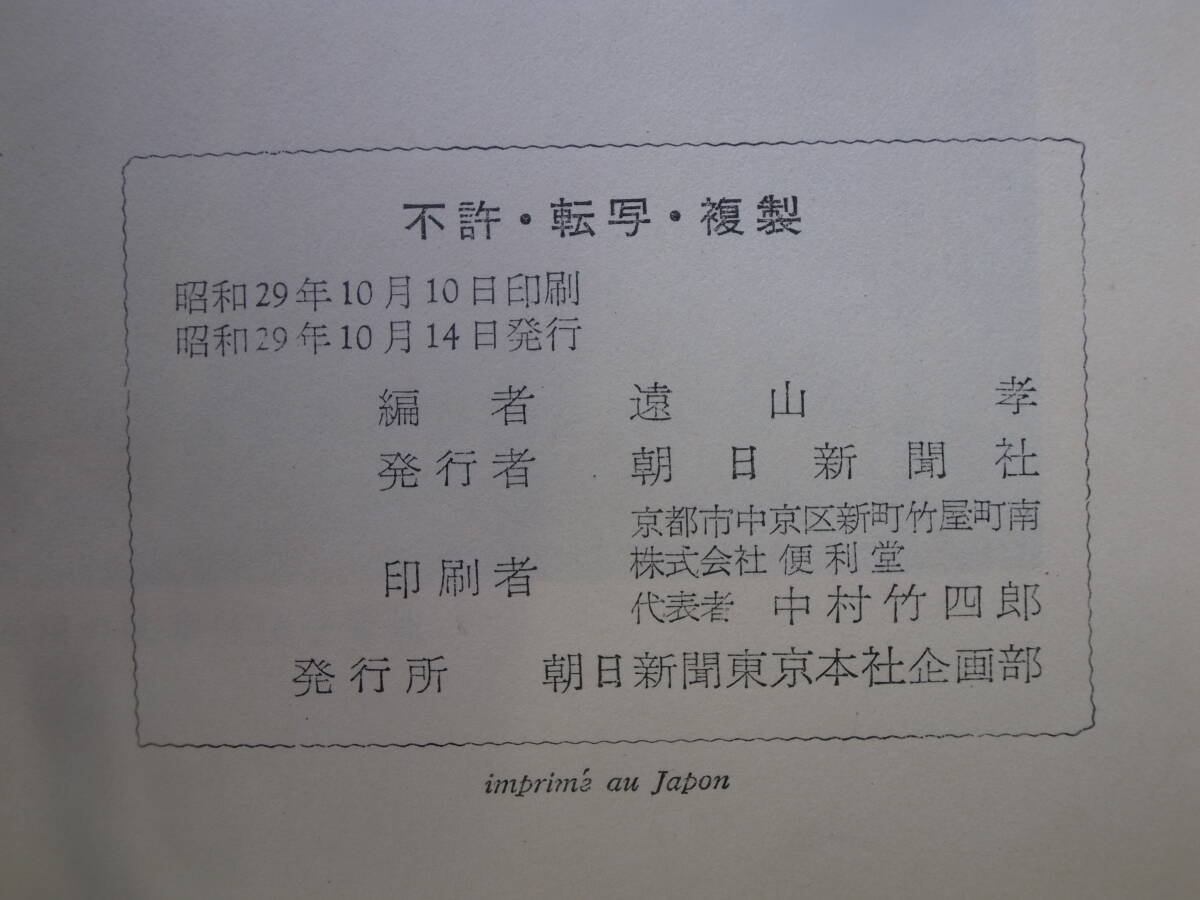 不許・転写・複製
昭和29年10月10日印刷
昭和29年10月14日発行
編者 遠山孝
発行者 朝日新聞社
京都市中京区新町竹屋町南
印刷者 株式会社 便利堂
代表者 中村竹四郎
発行所 朝日新聞東京本社企画部
imprimé au Japon